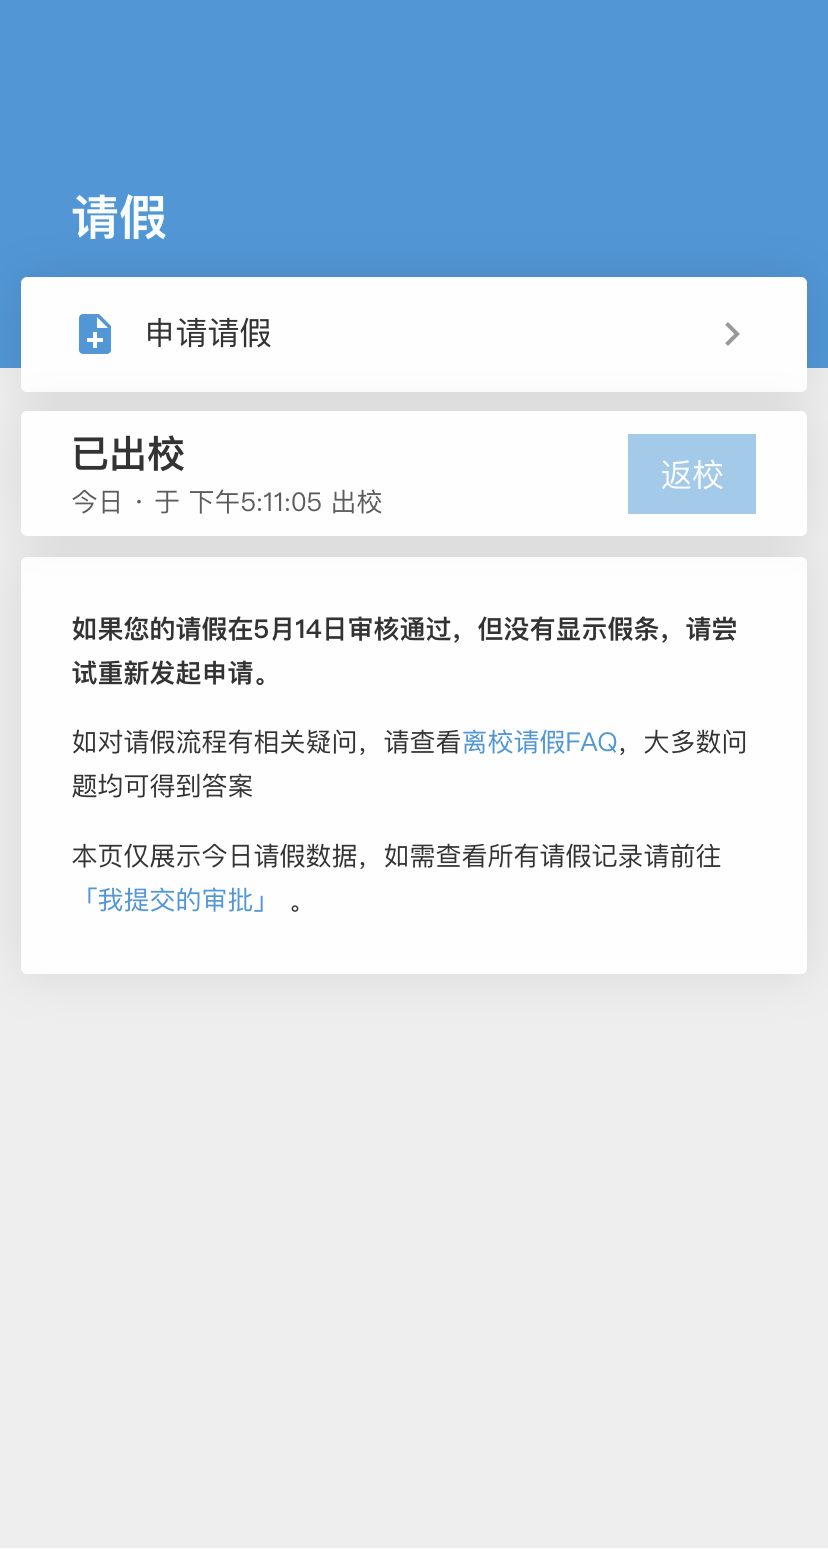 请假
申请请假
已出校
今日 · 于 下午5:11:05 出校
返校
如果您的请假在5月14日审核通过，但没有显示假条，请尝
试重新发起申请。
如对请假流程有相关疑问，请查看离校请假FAQ，大多数问
题均可得到答案
本页仅展示今日请假数据，如需查看所有请假记录请前往
「我提交的审批」 。